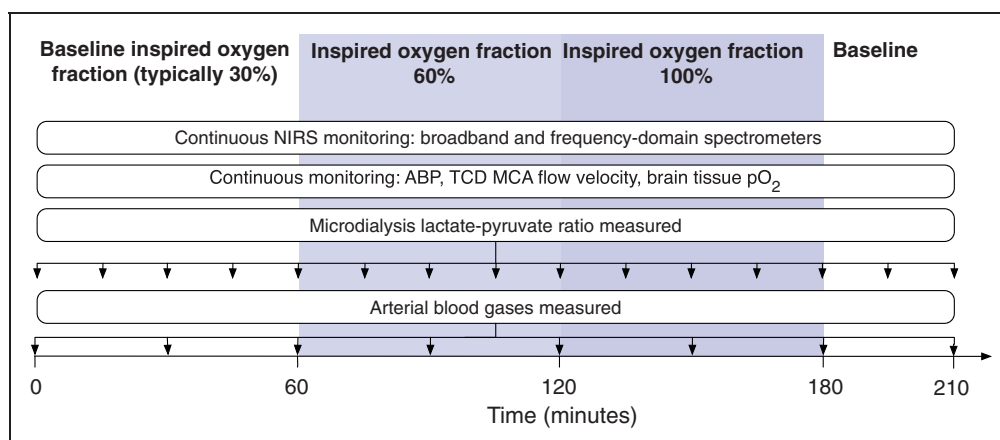 Baseline inspired oxygen
fraction (typically 30%)
Inspired oxygen fraction
60%
Inspired oxygen fraction
100%
Baseline
Continuous NIRS monitoring: broadband and frequency-domain spectrometers
Continuous monitoring: ABP, TCD MCA flow velocity, brain tissue pO2
Microdialysis lactate-pyruvate ratio measured
Arterial blood gases measured
0 60 120 180 210
Time (minutes)